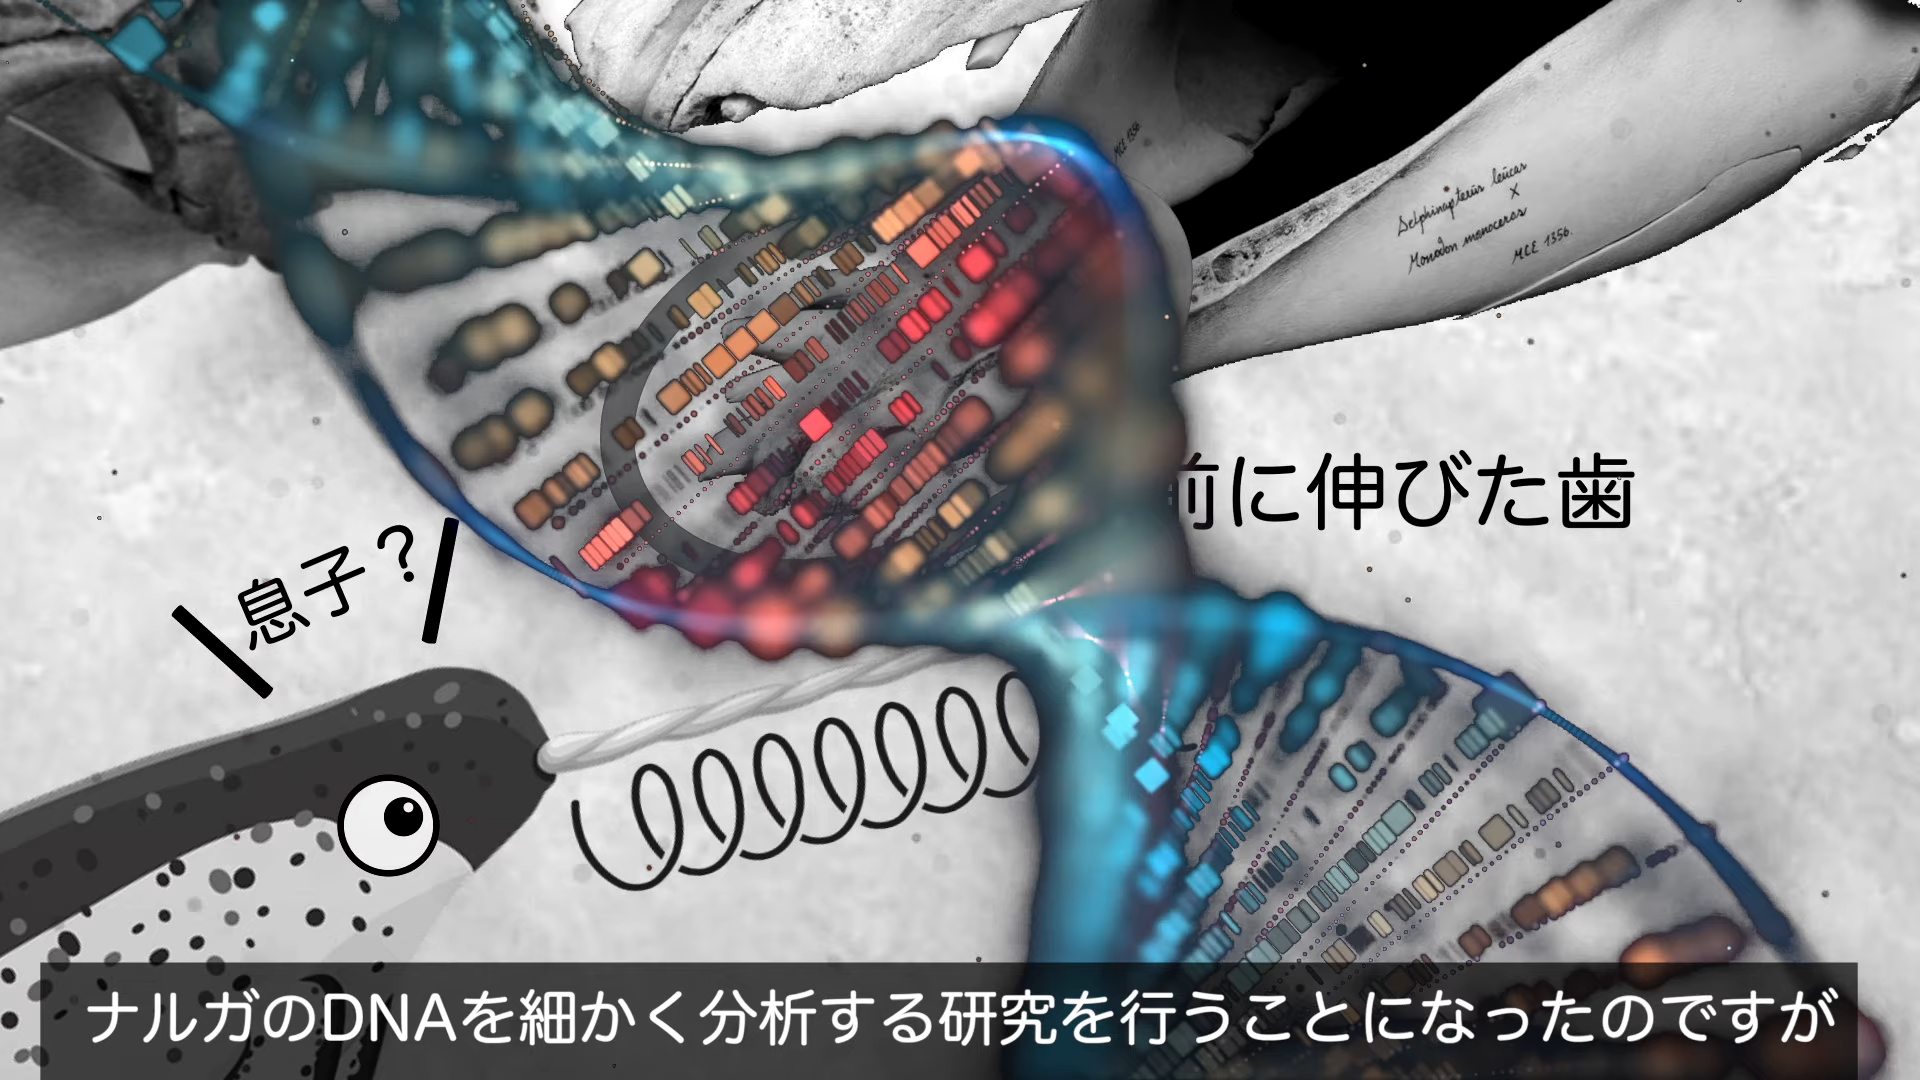 MCE 1356
Delphinapterus leucas
X
Monodon monoceros
MCE 1356.
前に伸びた歯
息子？
ナルガのDNAを細かく分析する研究を行うことになったのですが